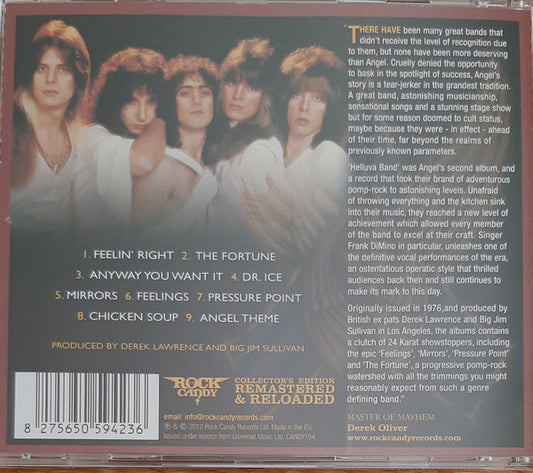 "THERE HAVE been many great bands that
didn't receive the level of recognition due
to them, but none have been more deserving
than Angel. Cruelly denied the opportunity
to bask in the spotlight of success, Angel's
story is a tear-jerker in the grandest tradition.
A great band, astonishing musicianship,
sensational songs and a stunning stage show
but for some reason doomed to cult status,
maybe because they were - in effect - ahead
of their time, far beyond the realms of
previously known parameters.
'Helluva Band' was Angel's second album, and
a record that took their brand of adventurous
pomp-rock to astonishing levels. Unafraid
of throwing everything and the kitchen sink
into their music, they reached a new level of
achievement which allowed every member of
the band to excel at their craft. Singer
Frank DiMino in particular, unleashes one of
the definitive vocal performances of the era,
an ostentatious operatic style that thrilled
audiences back then and still continues to
make its mark to this day.
Originally issued in 1976,and produced by
British ex pats Derek Lawrence and Big Jim
Sullivan in Los Angeles, the albums contains
a clutch of 24 Karat showstoppers, including
the epic 'Feelings', 'Mirrors', 'Pressure Point'
and 'The Fortune', a progressive pomp-rock
watershed with all the trimmings you might
reasonably expect from such a genre
defining band."
MASTER OF MAYHEM
Derek Oliver
www.rockcandyrecords.com
1. FEELIN' RIGHT 2. THE FORTUNE
3. ANYWAY YOU WANT IT 4. DR. ICE
5. MIRRORS 6. FEELINGS 7. PRESSURE POINT
8. CHICKEN SOUP 9. ANGEL THEME
PRODUCED BY DEREK LAWRENCE AND BIG JIM SULLIVAN
8 275650 594236
ROCK
CANDY
COLLECTOR'S EDITION
REMASTERED
& RELOADED
email. info@rockcandyrecords.com
℗ & © 2012 Rock Candy Records Ltd. Made in the EU.
Issued under licence from Universal Music Ltd. CANDY154